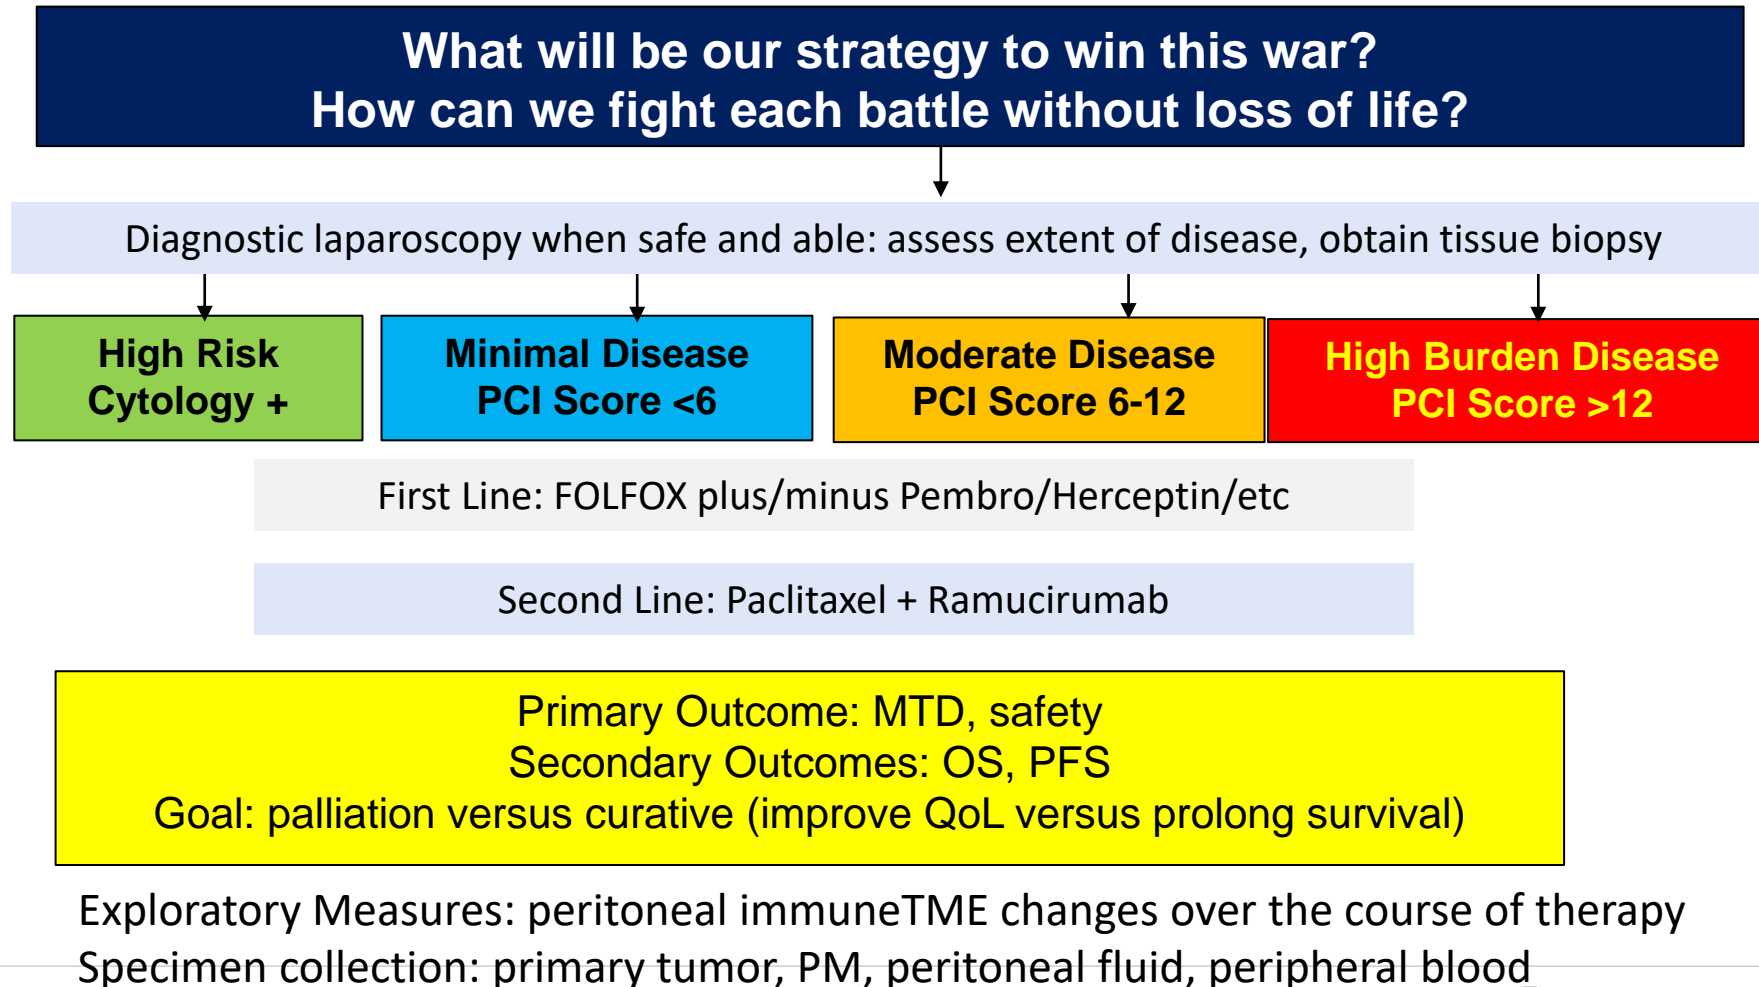 What will be our strategy to win this war?
How can we fight each battle without loss of life?
Diagnostic laparoscopy when safe and able: assess extent of disease, obtain tissue biopsy
High Risk
Cytology +
Minimal Disease
PCI Score <6
Moderate Disease
PCI Score 6-12
High Burden Disease
PCI Score >12
First Line: FOLFOX plus/minus Pembro/Herceptin/etc
Second Line: Paclitaxel + Ramucirumab
Primary Outcome: MTD, safety
Secondary Outcomes: OS, PFS
Goal: palliation versus curative (improve QoL versus prolong survival)
Exploratory Measures: peritoneal immuneTME changes over the course of therapy
Specimen collection: primary tumor, PM, peritoneal fluid, peripheral blood